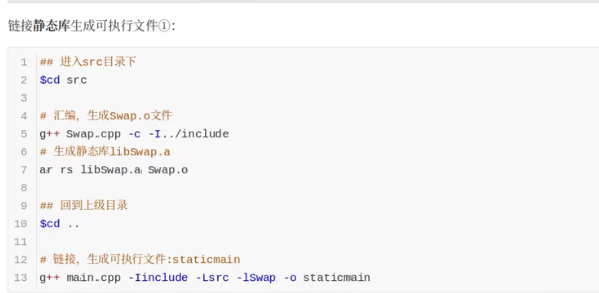 链接静态库生成可执行文件①：
1 ## 进入src目录下
2 $cd src
3
4 # 汇编，生成Swap.o文件
5 g++ Swap.cpp -c -I../include
6 # 生成静态库libSwap.a
7 ar rs libSwap.a Swap.o
8
9 ## 回到上级目录
10 $cd ..
11
12 # 链接，生成可执行文件:staticmain
13 g++ main.cpp -Iinclude -Lsrc -lSwap -o staticmain